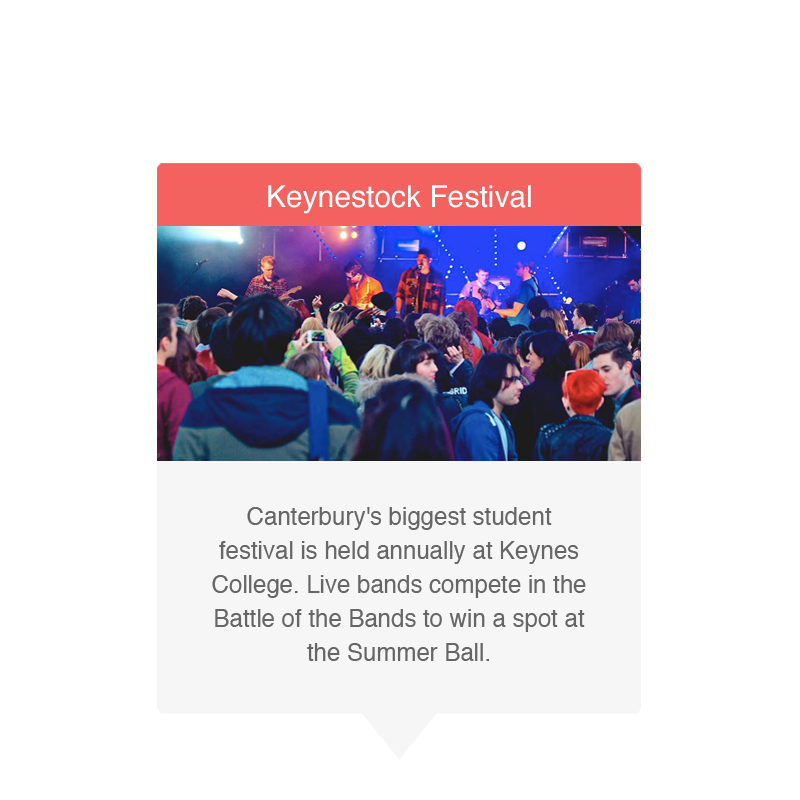 Keynestock Festival
GRID
Canterbury's biggest student
festival is held annually at Keynes
College. Live bands compete in the
Battle of the Bands to win a spot at
the Summer Ball.